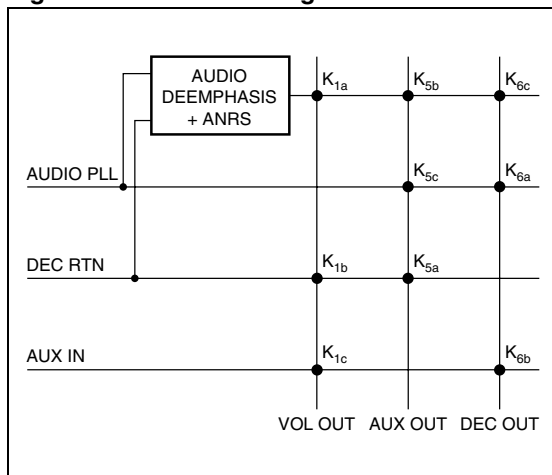 AUDIO
DEEMPHASIS
+ ANRS
K1a
K5b
K6c
AUDIO PLL
K5c
K6a
DEC RTN
K1b
K5a
AUX IN
K1c
K6b
VOL OUT AUX OUT DEC OUT